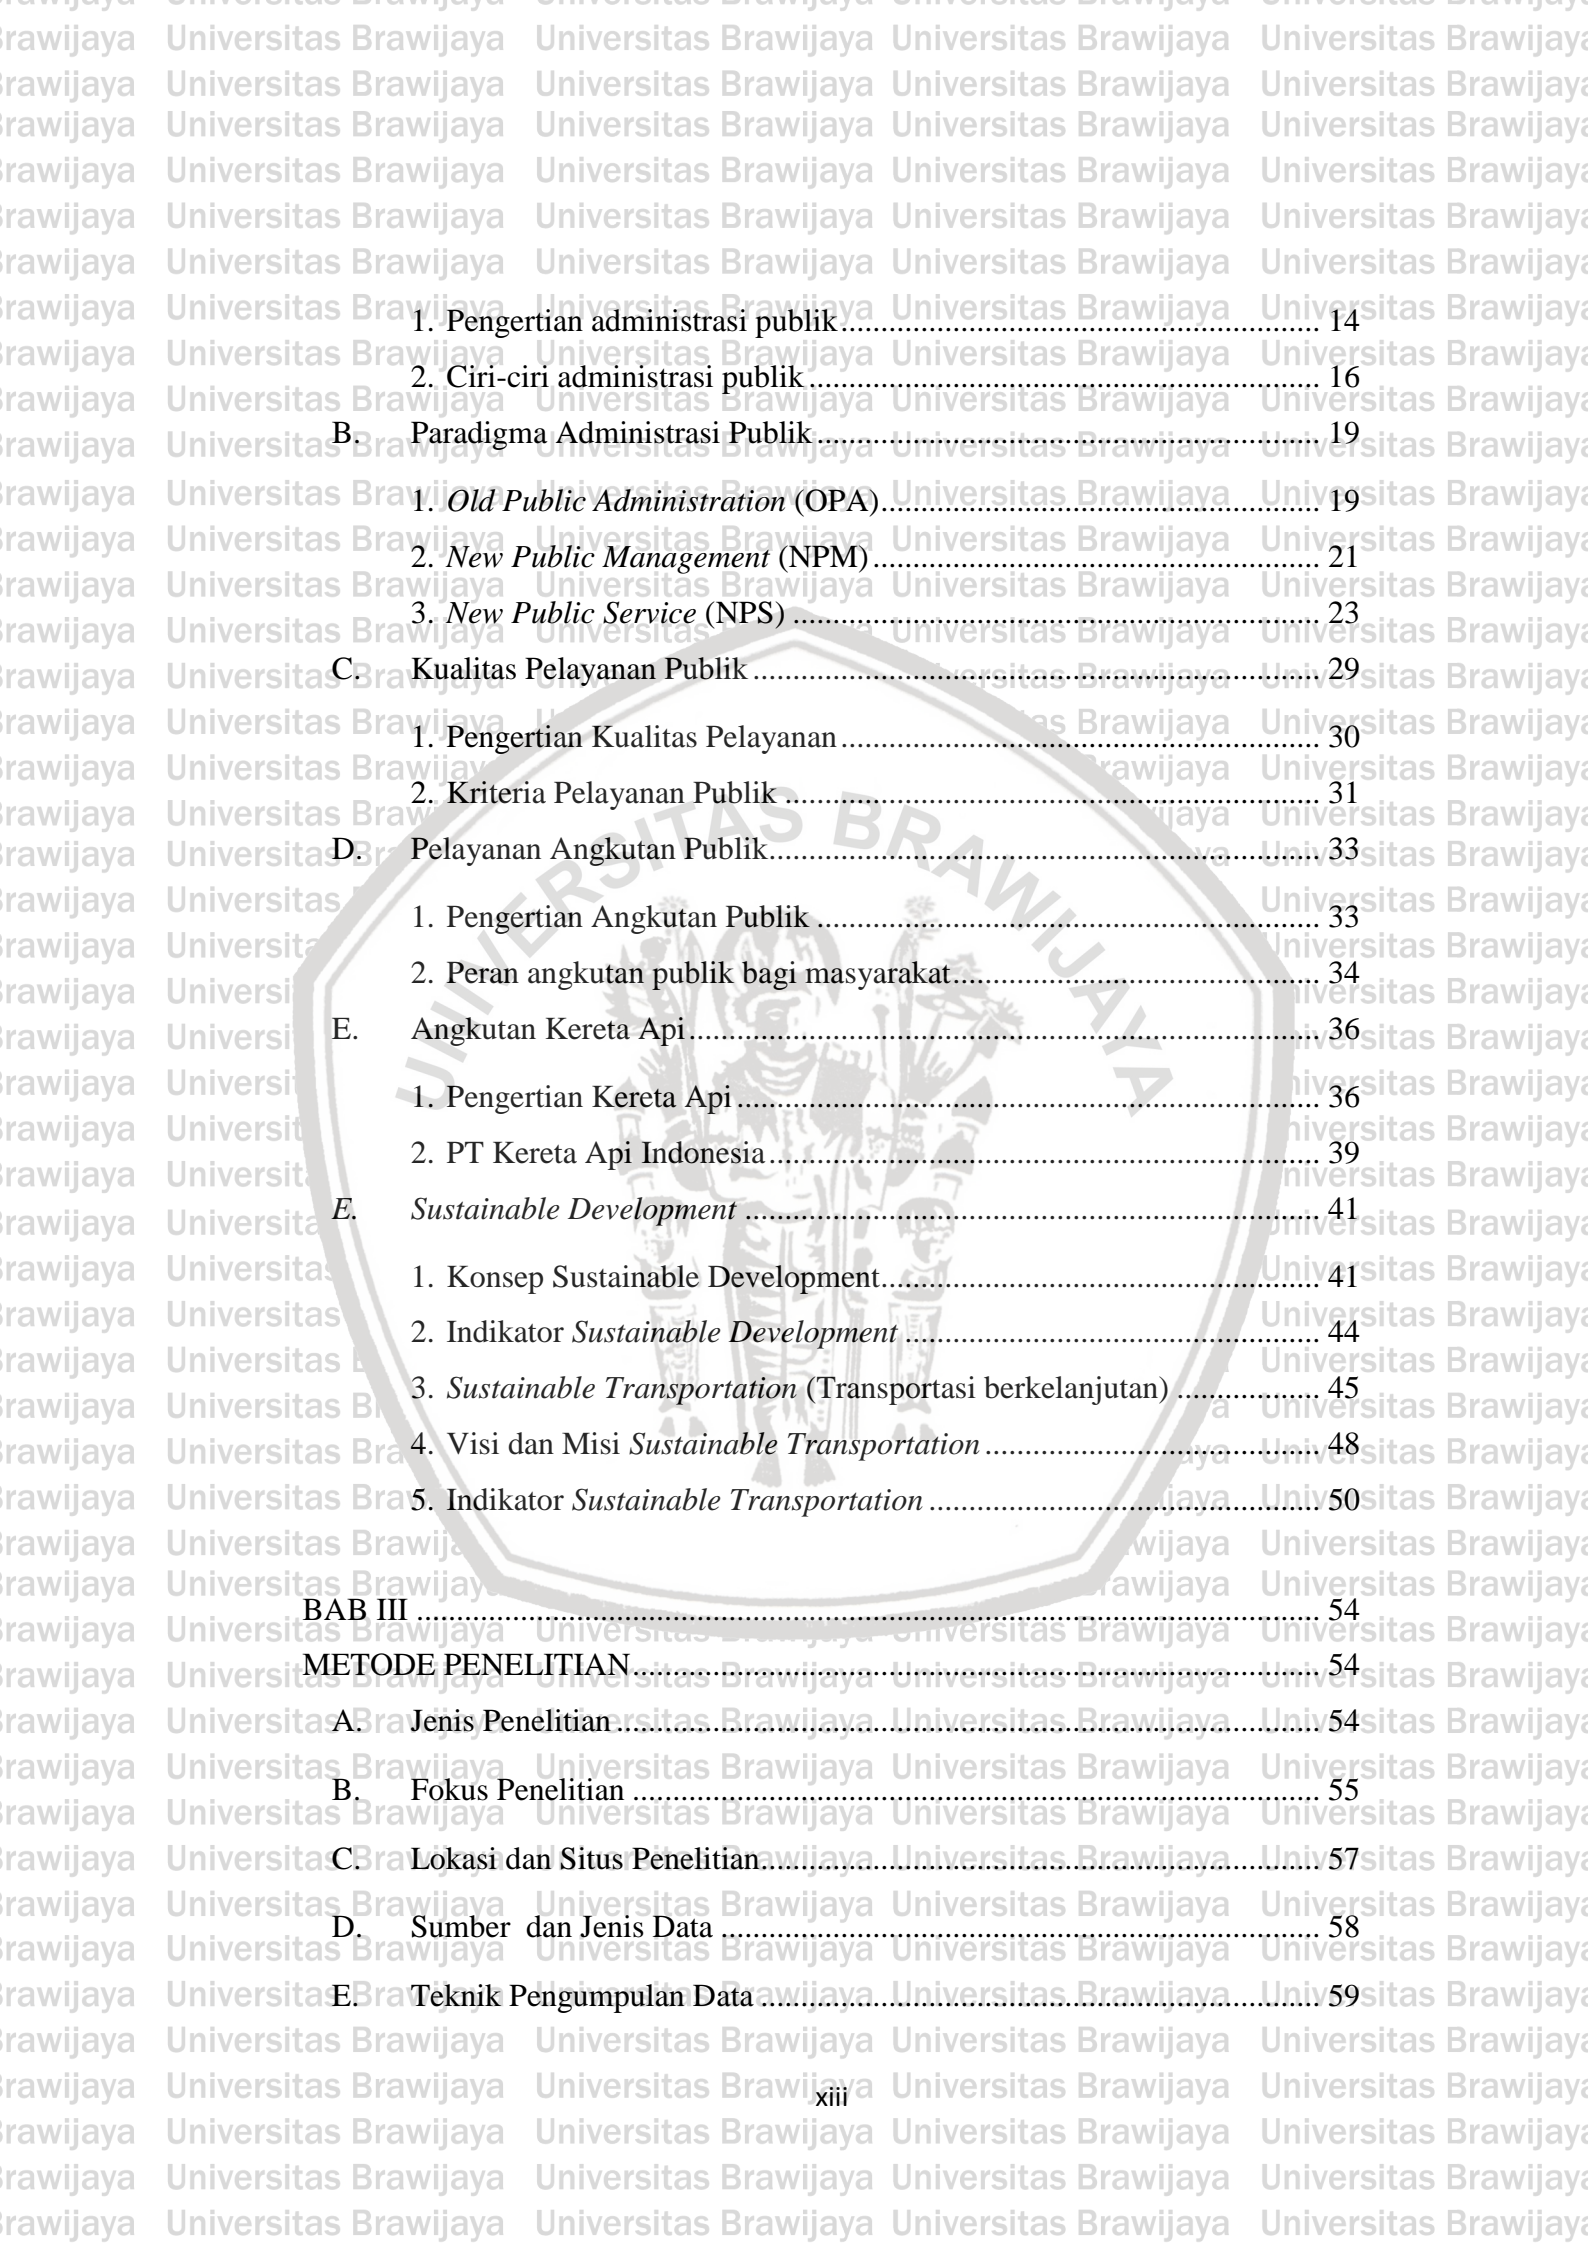 1. Pengertian administrasi publik ........ 14
2. Ciri-ciri administrasi publik ........ 16
B. Paradigma Administrasi Publik ........ 19
1. Old Public Administration (OPA) ........ 19
2. New Public Management (NPM) ........ 21
3. New Public Service (NPS) ........ 23
C. Kualitas Pelayanan Publik ........ 29
1. Pengertian Kualitas Pelayanan ........ 30
2. Kriteria Pelayanan Publik ........ 31
D. Pelayanan Angkutan Publik ........ 33
1. Pengertian Angkutan Publik ........ 33
2. Peran angkutan publik bagi masyarakat ........ 34
E. Angkutan Kereta Api ........ 36
1. Pengertian Kereta Api ........ 36
2. PT Kereta Api Indonesia ........ 39
E. Sustainable Development ........ 41
1. Konsep Sustainable Development ........ 41
2. Indikator Sustainable Development ........ 44
3. Sustainable Transportation (Transportasi berkelanjutan) ........ 45
4. Visi dan Misi Sustainable Transportation ........ 48
5. Indikator Sustainable Transportation ........ 50
BAB III ........ 54
METODE PENELITIAN ........ 54
A. Jenis Penelitian ........ 54
B. Fokus Penelitian ........ 55
C. Lokasi dan Situs Penelitian ........ 57
D. Sumber  dan Jenis Data ........ 58
E. Teknik Pengumpulan Data ........ 59
xiii
UNIVERSITAS BRAWIJAYA